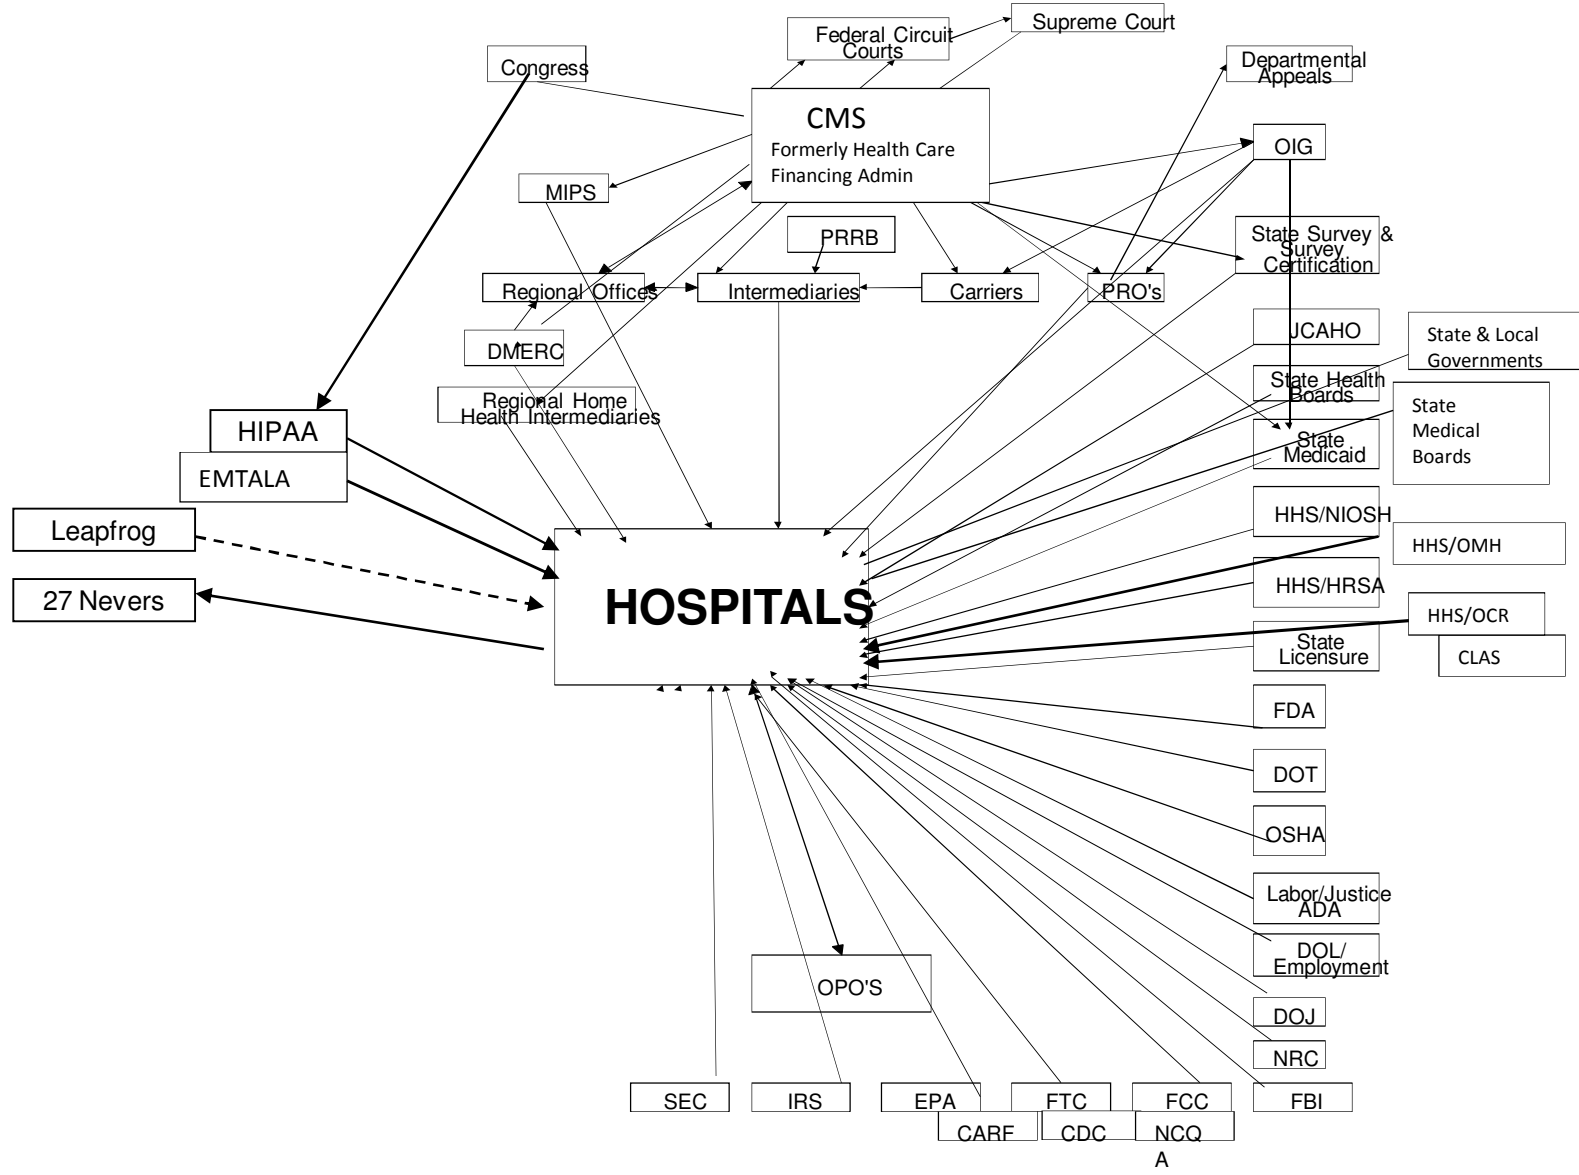 Supreme Court
Federal Circuit
Courts
Congress
Departmental
Appeals
CMS
Formerly Health Care
Financing Admin
OIG
MIPS
PRRB
State Survey &
Survey
Certification
Regional Offices
Intermediaries
Carriers
PRO's
JCAHO
State & Local
Governments
DMERC
State Health
Boards
Regional Home
Health Intermediaries
State
Medical
Boards
HIPAA
State
Medicaid
EMTALA
Leapfrog
HHS/NIOSH
HHS/OMH
HHS/HRSA
27 Nevers
HOSPITALS
HHS/OCR
State
Licensure
CLAS
FDA
DOT
OSHA
Labor/Justice
ADA
DOL/
Employment
OPO'S
DOJ
NRC
SEC
IRS
EPA
FTC
FCC
FBI
CARF
CDC
NCQ
A